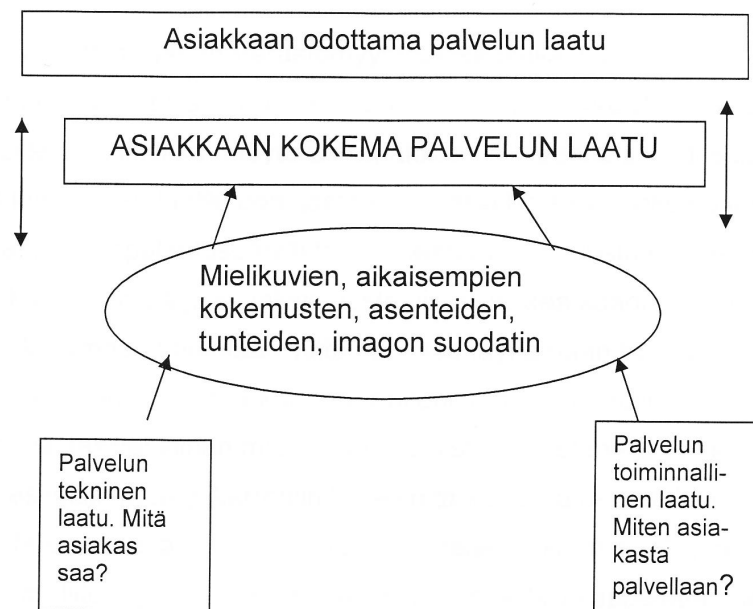 Asiakkaan odottama palvelun laatu
ASIAKKAAN KOKEMA PALVELUN LAATU
Mielikuvien, aikaisempien
kokemusten, asenteiden,
tunteiden, imagon suodatin
Palvelun
tekninen
laatu. Mitä
asiakas
saa?
Palvelun
toiminnalli-
nen laatu.
Miten asia-
kasta
palvellaan?